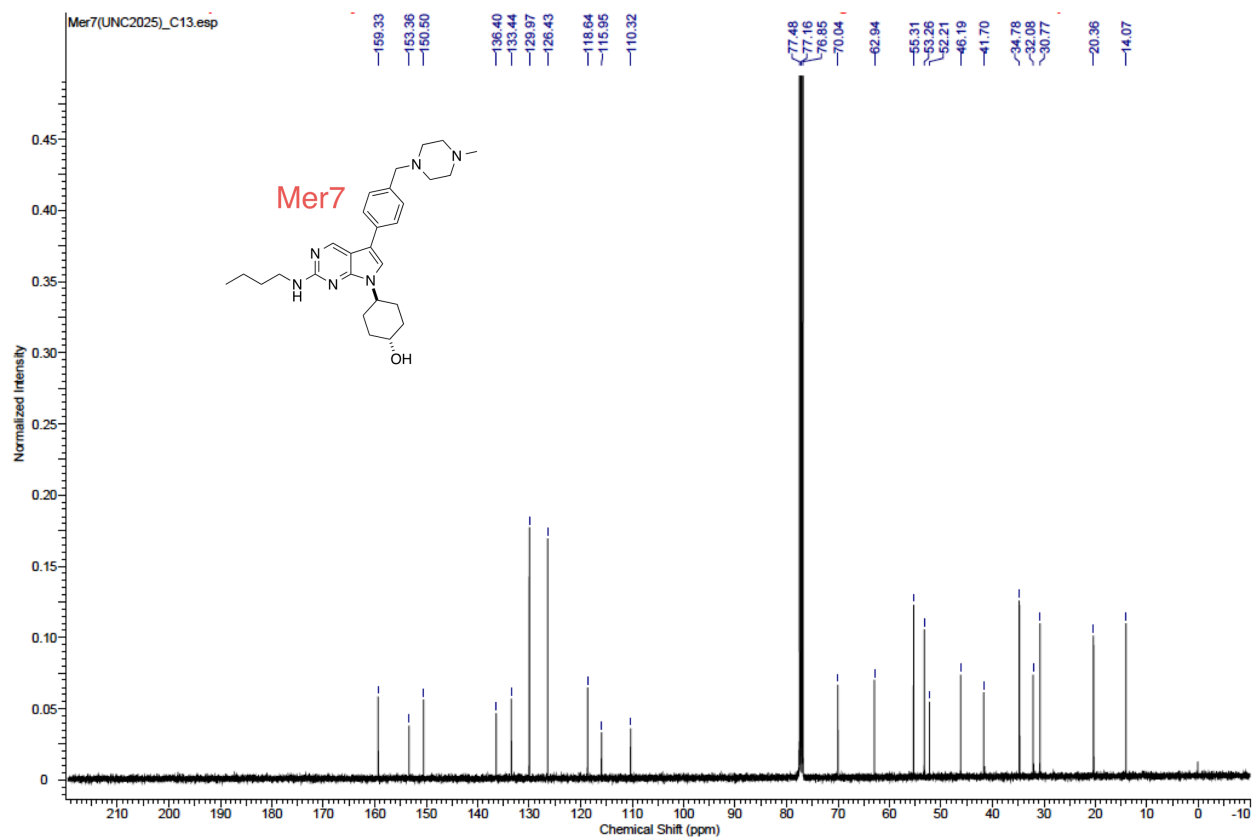 Mer7(UNC2025)_C13.esp
159.33
153.36
150.50
136.40
133.44
129.97
126.43
118.64
115.95
110.32
77.48
77.16
76.85
70.04
62.94
55.31
53.26
52.21
46.19
41.70
34.78
32.08
30.77
20.36
14.07
Mer7
N
N
N
N
H
N
N
N
OH
Normalized Intensity
0.45
0.40
0.35
0.30
0.25
0.20
0.15
0.10
0.05
0
210 200 190 180 170 160 150 140 130 120 110 100 90 80 70 60 50 40 30 20 10 0 -10
Chemical Shift (ppm)